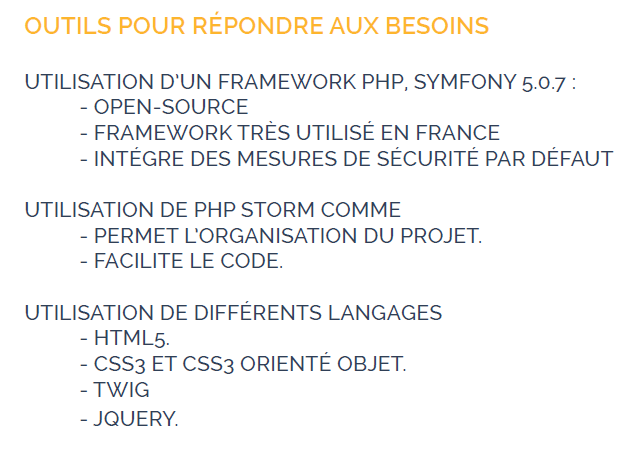 OUTILS POUR RÉPONDRE AUX BESOINS
UTILISATION D'UN FRAMEWORK PHP, SYMFONY 5.0.7 :
- OPEN-SOURCE
- FRAMEWORK TRÈS UTILISÉ EN FRANCE
- INTÉGRE DES MESURES DE SÉCURITÉ PAR DÉFAUT
UTILISATION DE PHP STORM COMME
- PERMET L'ORGANISATION DU PROJET.
- FACILITE LE CODE.
UTILISATION DE DIFFÉRENTS LANGAGES
- HTML5.
- CSS3 ET CSS3 ORIENTÉ OBJET.
- TWIG
- JQUERY.